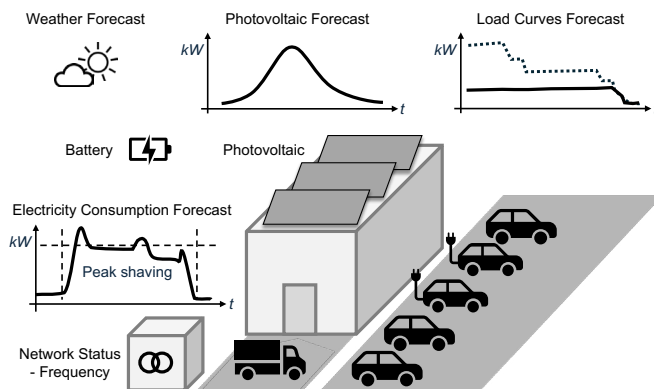 Weather Forecast
Photovoltaic Forecast
Load Curves Forecast
kW
t
kW
t
Battery
Photovoltaic
Electricity Consumption Forecast
kW
Peak shaving
t
Network Status
- Frequency